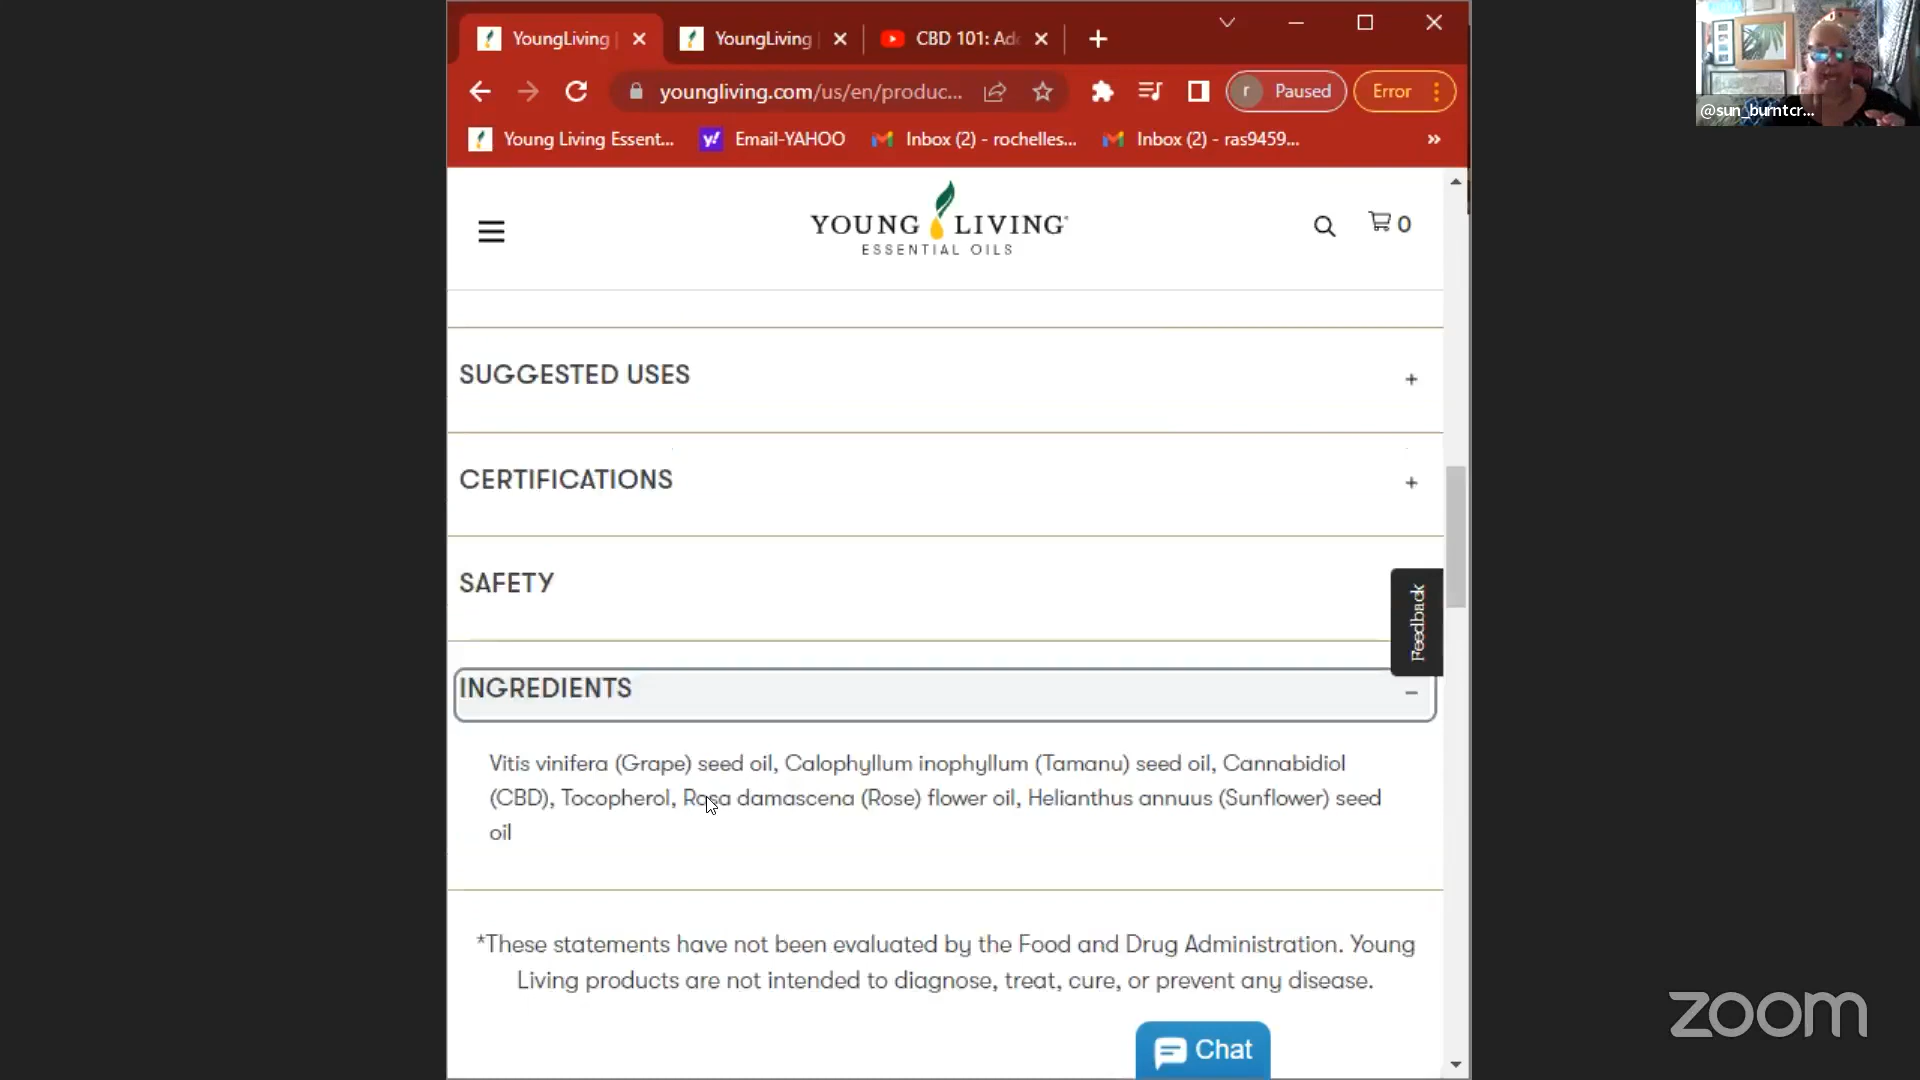 YoungLiving
YoungLiving
CBD 101: Ad
youngliving.com/us/en/produc...
r
Paused
Error
Young Living Essent...
y!
Email-YAHOO
Inbox (2) - rochelles...
Inbox (2) - ras9459...
@sun_burntcr...
YOUNG LIVING
ESSENTIAL OILS
0
SUGGESTED USES
+
CERTIFICATIONS
+
SAFETY
Feedback
INGREDIENTS
−
Vitis vinifera (Grape) seed oil, Calophyllum inophyllum (Tamanu) seed oil, Cannabidiol
(CBD), Tocopherol, Rosa damascena (Rose) flower oil, Helianthus annuus (Sunflower) seed
oil
*These statements have not been evaluated by the Food and Drug Administration. Young
Living products are not intended to diagnose, treat, cure, or prevent any disease.
Chat
zoom